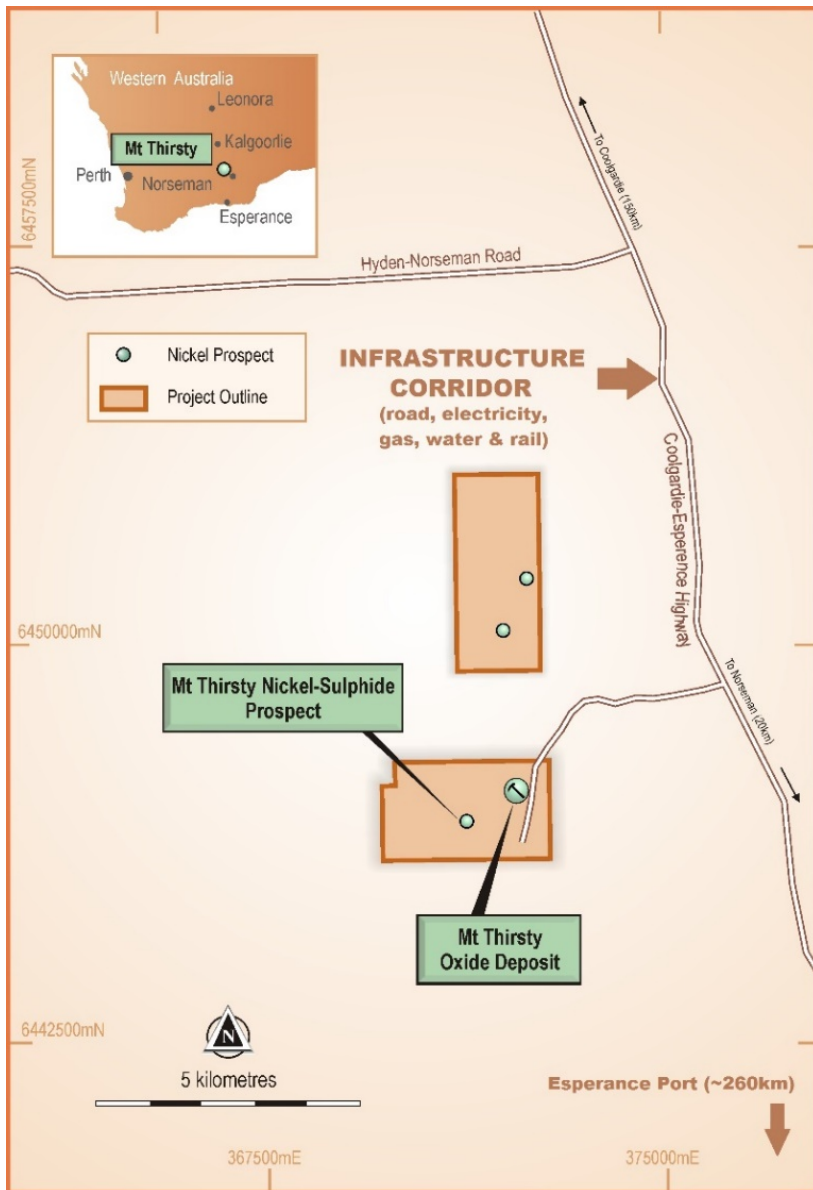 Western Australia
Leonora
Mt Thirsty
Kalgoorlie
Perth
Norseman
Esperance
6457500mN
To Coolgardie (150km)
Hyden-Norseman Road
Nickel Prospect
Project Outline
INFRASTRUCTURE
CORRIDOR
(road, electricity,
gas, water & rail)
Coolgardie-Esperence Highway
6450000mN
To Norseman (20km)
Mt Thirsty Nickel-Sulphide
Prospect
Mt Thirsty
Oxide Deposit
6442500mN
N
5 kilometres
Esperance Port (~260km)
367500mE
375000mE